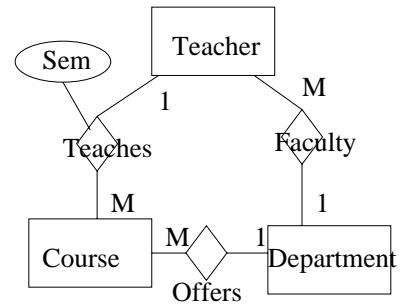 Teacher
Sem
1
M
Teaches
Faculty
M
1
Course
M
1
Department
Offers